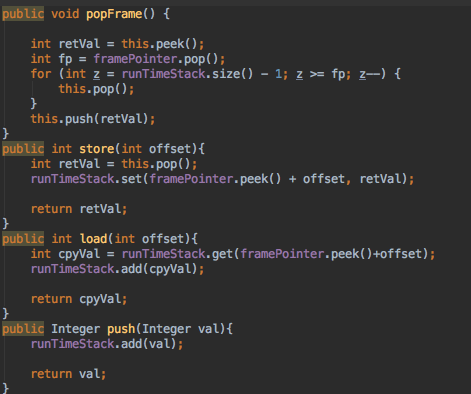 public void popFrame() {
int retVal = this.peek();
int fp = framePointer.pop();
for (int z = runTimeStack.size() - 1; z >= fp; z--) {
this.pop();
}
this.push(retVal);
}
public int store(int offset){
int retVal = this.pop();
runTimeStack.set(framePointer.peek() + offset, retVal);
return retVal;
}
public int load(int offset){
int cpyVal = runTimeStack.get(framePointer.peek()+offset);
runTimeStack.add(cpyVal);
return cpyVal;
}
public Integer push(Integer val){
runTimeStack.add(val);
return val;
}